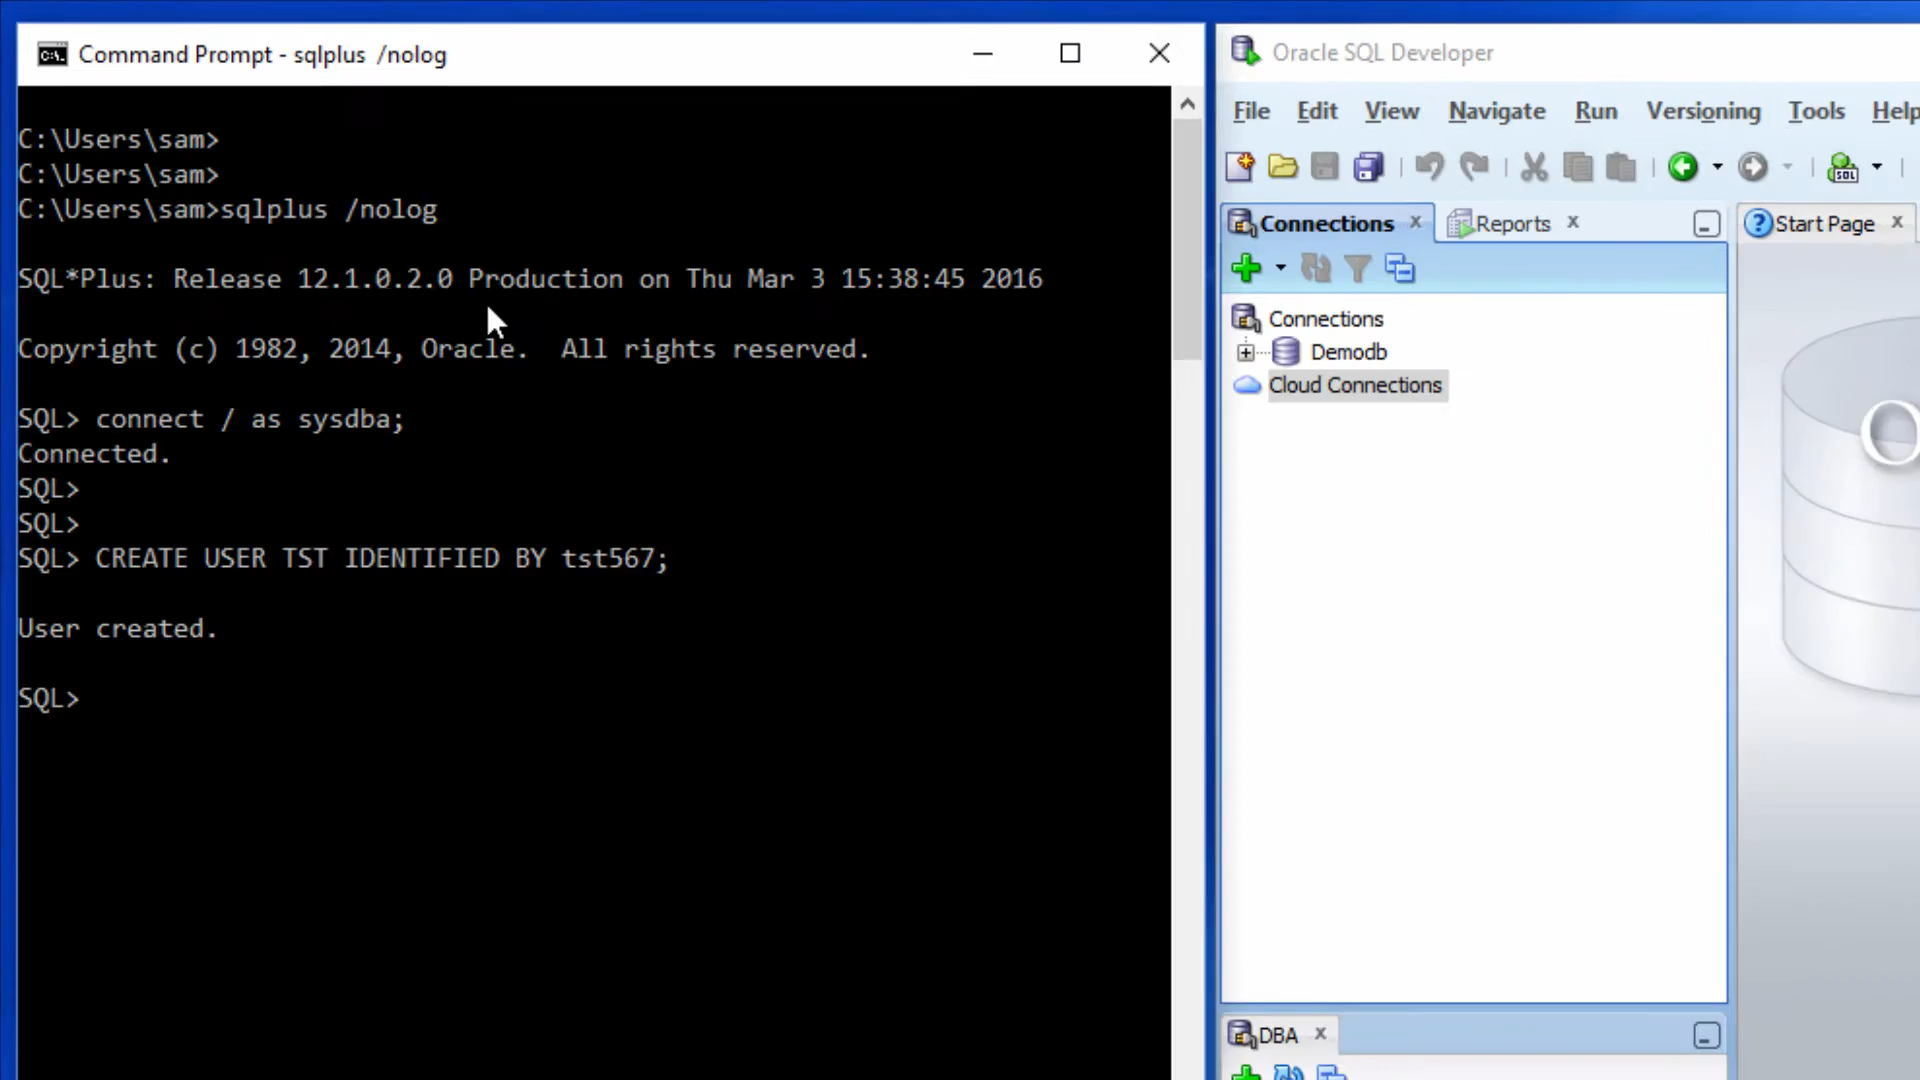 Command Prompt - sqlplus /nolog
C:\Users\sam>
C:\Users\sam>
C:\Users\sam>sqlplus /nolog
SQL*Plus: Release 12.1.0.2.0 Production on Thu Mar 3 15:38:45 2016
Copyright (c) 1982, 2014, Oracle.  All rights reserved.
SQL> connect / as sysdba;
Connected.
SQL>
SQL>
SQL> CREATE USER TST IDENTIFIED BY tst567;
User created.
SQL>
Oracle SQL Developer
File Edit View Navigate Run Versioning Tools Help
SQL
Connections Reports Start Page
Connections
Demodb
Cloud Connections
O
DBA